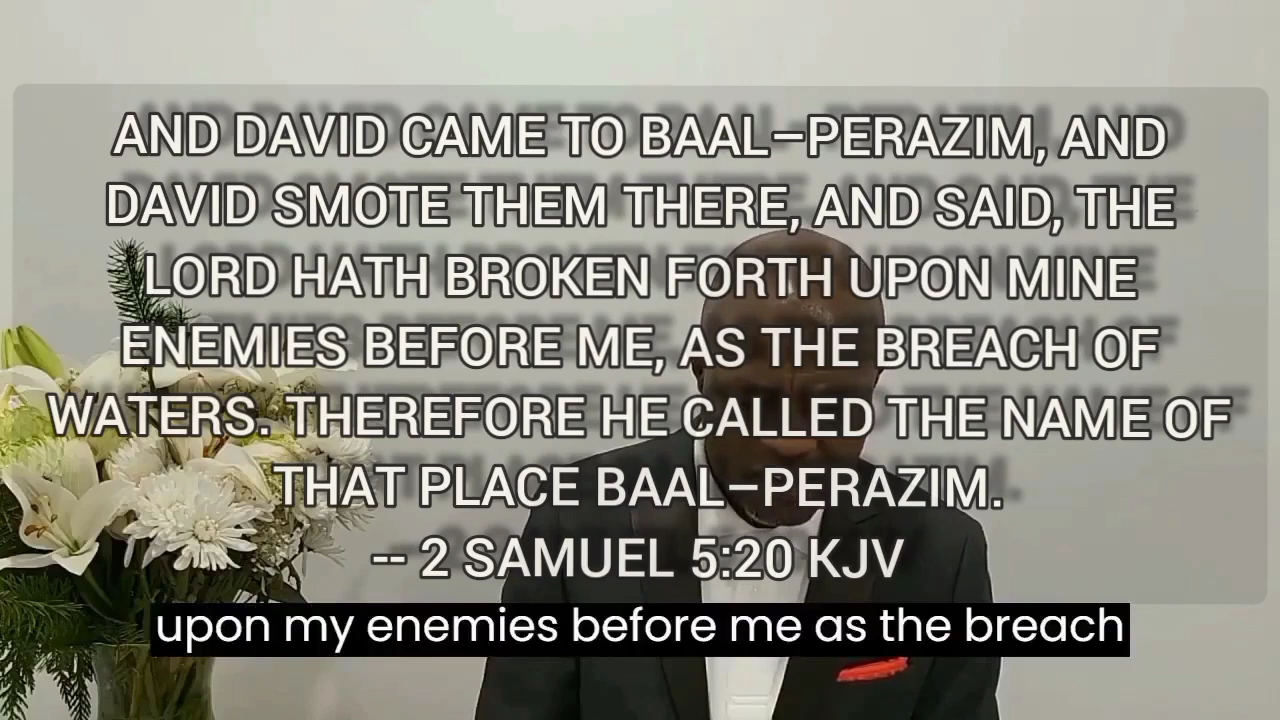 AND DAVID CAME TO BAAL–PERAZIM, AND
DAVID SMOTE THEM THERE, AND SAID, THE
LORD HATH BROKEN FORTH UPON MINE
ENEMIES BEFORE ME, AS THE BREACH OF
WATERS. THEREFORE HE CALLED THE NAME OF
THAT PLACE BAAL–PERAZIM.
-- 2 SAMUEL 5:20 KJV
upon my enemies before me as the breach